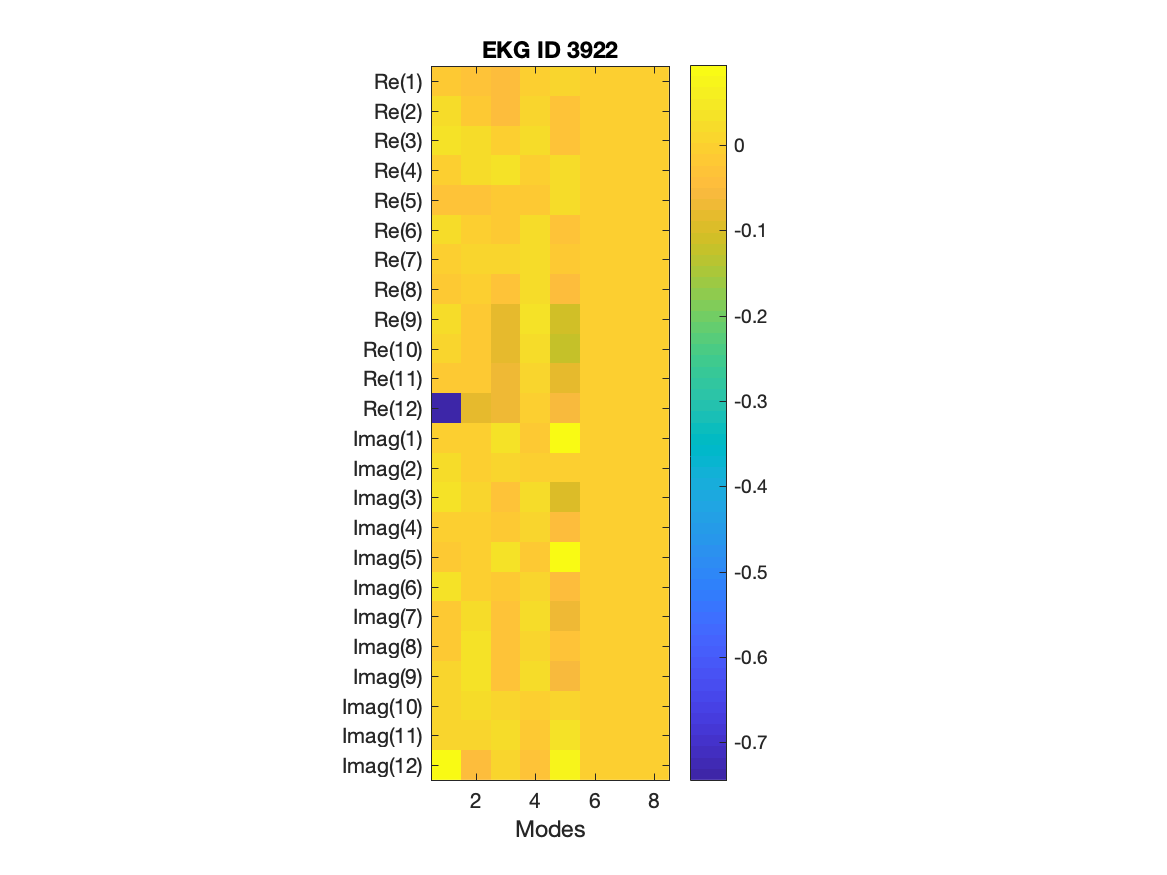 EKG ID 3922
Re(1)
Re(2)
Re(3)
Re(4)
Re(5)
Re(6)
Re(7)
Re(8)
Re(9)
Re(10)
Re(11)
Re(12)
Imag(1)
Imag(2)
Imag(3)
Imag(4)
Imag(5)
Imag(6)
Imag(7)
Imag(8)
Imag(9)
Imag(10)
Imag(11)
Imag(12)
2 4 6 8
Modes
0
-0.1
-0.2
-0.3
-0.4
-0.5
-0.6
-0.7